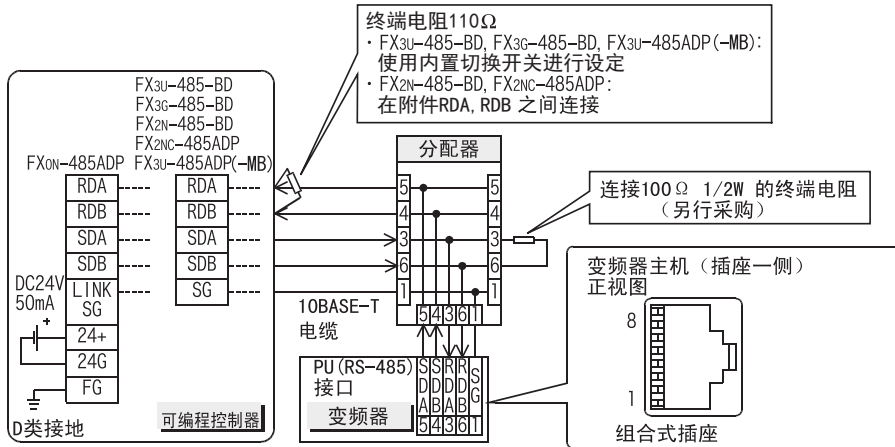 终端电阻110Ω
·FX3U-485-BD, FX3G-485-BD, FX3U-485ADP(-MB):
使用内置切换开关进行设定
·FX2N-485-BD, FX2NC-485ADP:
在附件RDA, RDB 之间连接
FX3U-485-BD
FX3G-485-BD
FX2N-485-BD
FX2NC-485ADP
FX0N-485ADP FX3U-485ADP(-MB)
RDA RDA
RDB RDB
SDA SDA
SDB SDB
LINK SG SG
24+
24G
FG
DC24V
50mA
+
D类接地
可编程控制器
分配器
5 5
4 4
3 3
6 6
1 1
5 4 3 6 1
10BASE-T
电缆
连接100Ω 1/2W 的终端电阻
(另行采购)
PU(RS-485)
接口
变频器
SDA SDB RDA RDB SG
5 4 3 6 1
变频器主机（插座一侧）
正视图
8
1
组合式插座